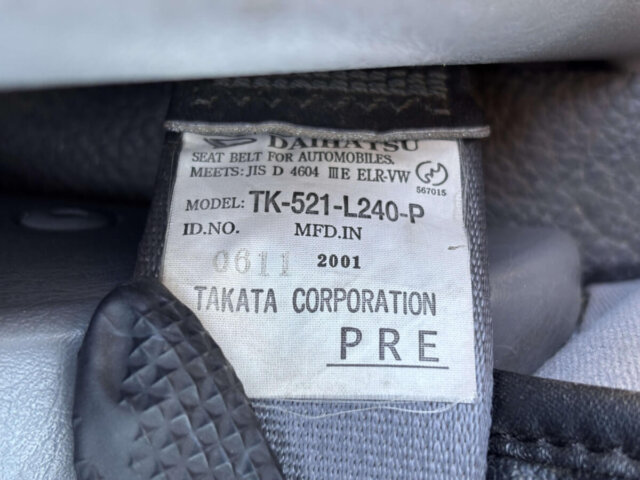 DAIHATSU
SEAT BELT FOR AUTOMOBILES.
MEETS: JIS D 4604 III E ELR-VW
567015
MODEL: TK-521-L240-P
ID.NO. MFD.IN
0611 2001
TAKATA CORPORATION
PRE